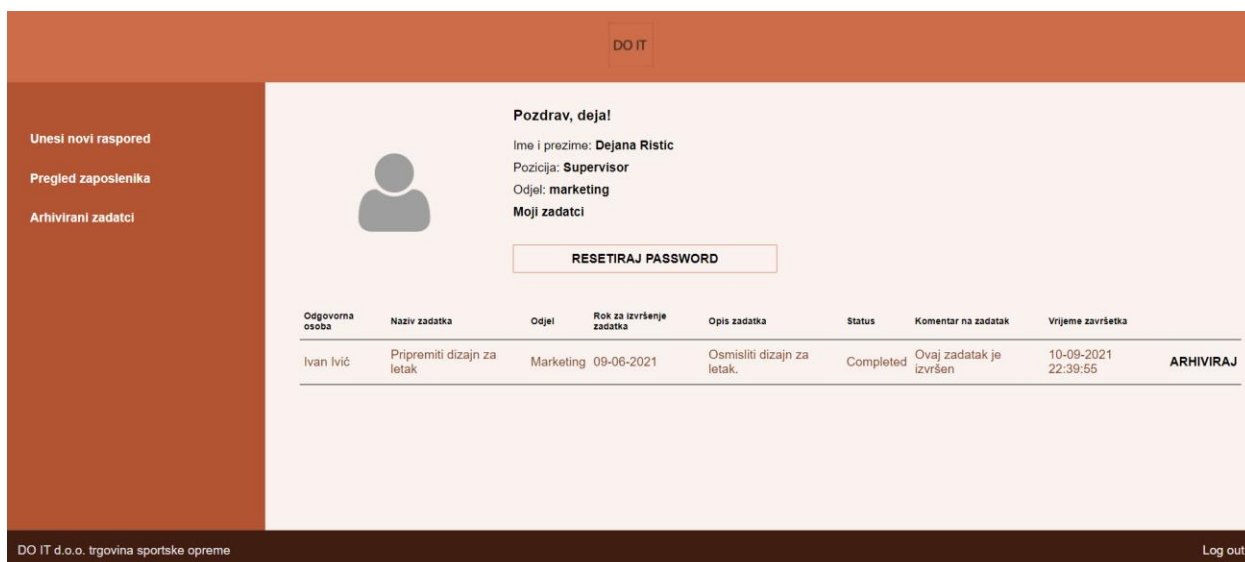 DO IT
Unesi novi raspored
Pregled zaposlenika
Arhivirani zadatci
Pozdrav, deja!
Ime i prezime: Dejana Ristic
Pozicija: Supervisor
Odjel: marketing
Moji zadatci
RESETIRAJ PASSWORD
Odgovorna
osoba
Naziv zadatka
Odjel
Rok za izvršenje
zadatka
Opis zadatka
Status
Komentar na zadatak
Vrijeme završetka
Ivan Ivić
Pripremiti dizajn za
letak
Marketing
09-06-2021
Osmisliti dizajn za
letak.
Completed
Ovaj zadatak je
izvršen
10-09-2021
22:39:55
ARHIVIRAJ
DO IT d.o.o. trgovina sportske opreme
Log out